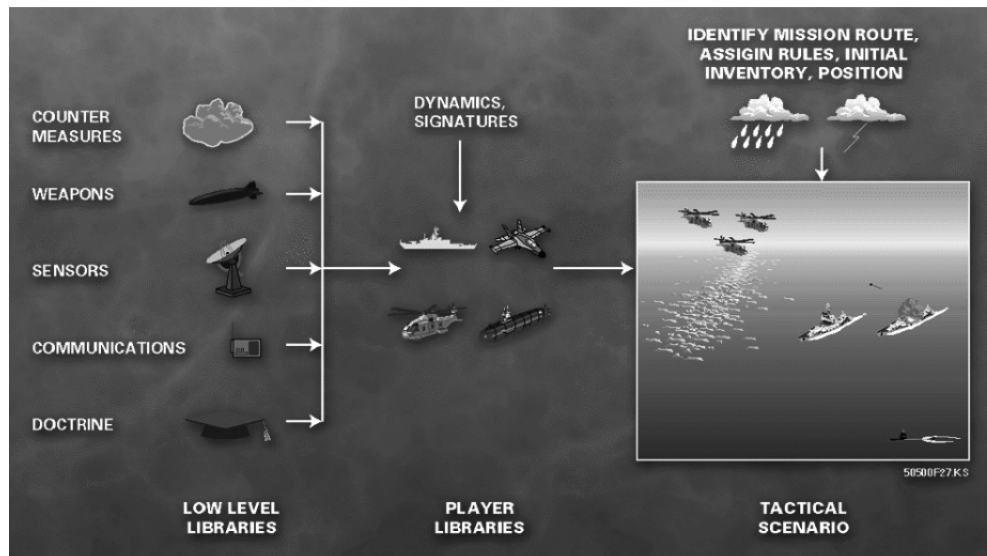 IDENTIFY MISSION ROUTE,
ASSIGIN RULES, INITIAL
INVENTORY, POSITION
COUNTER
MEASURES
DYNAMICS,
SIGNATURES
WEAPONS
SENSORS
COMMUNICATIONS
DOCTRINE
50500F27.KS
LOW LEVEL
LIBRARIES
PLAYER
LIBRARIES
TACTICAL
SCENARIO